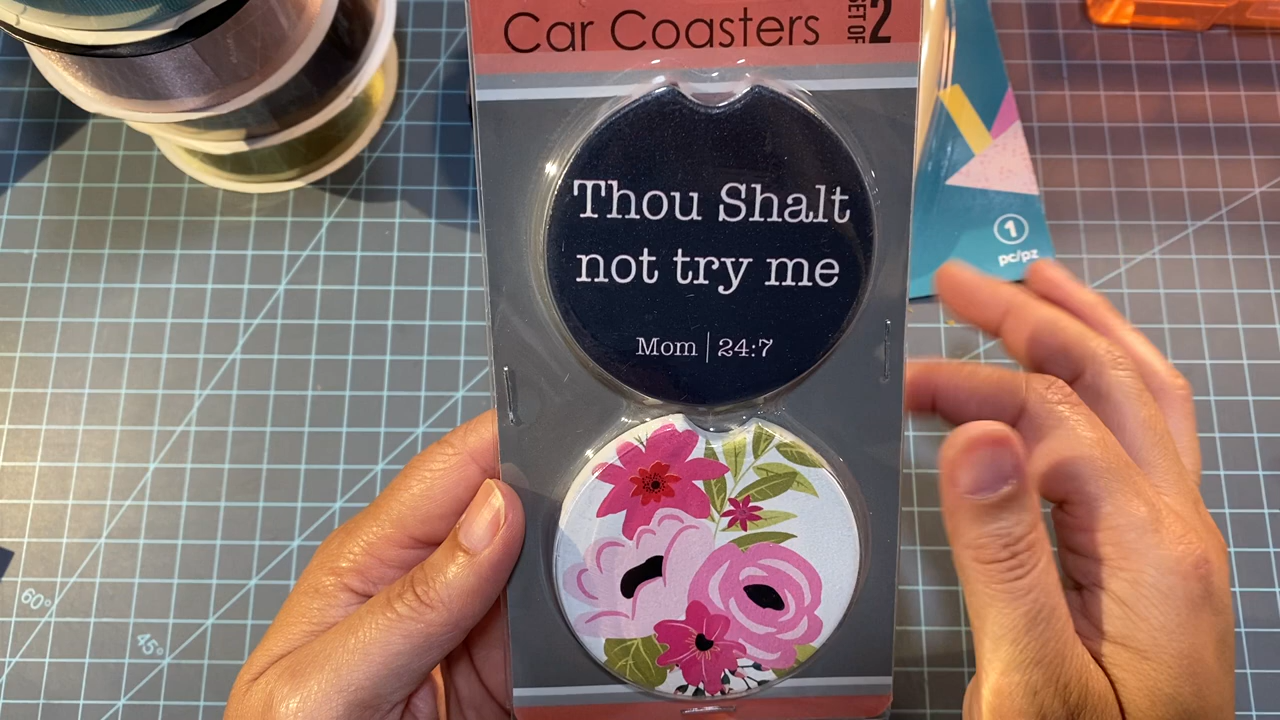 Car Coasters
SET OF 2
Thou Shalt
not try me
Mom | 24:7
1
pc/pz
60°
45°